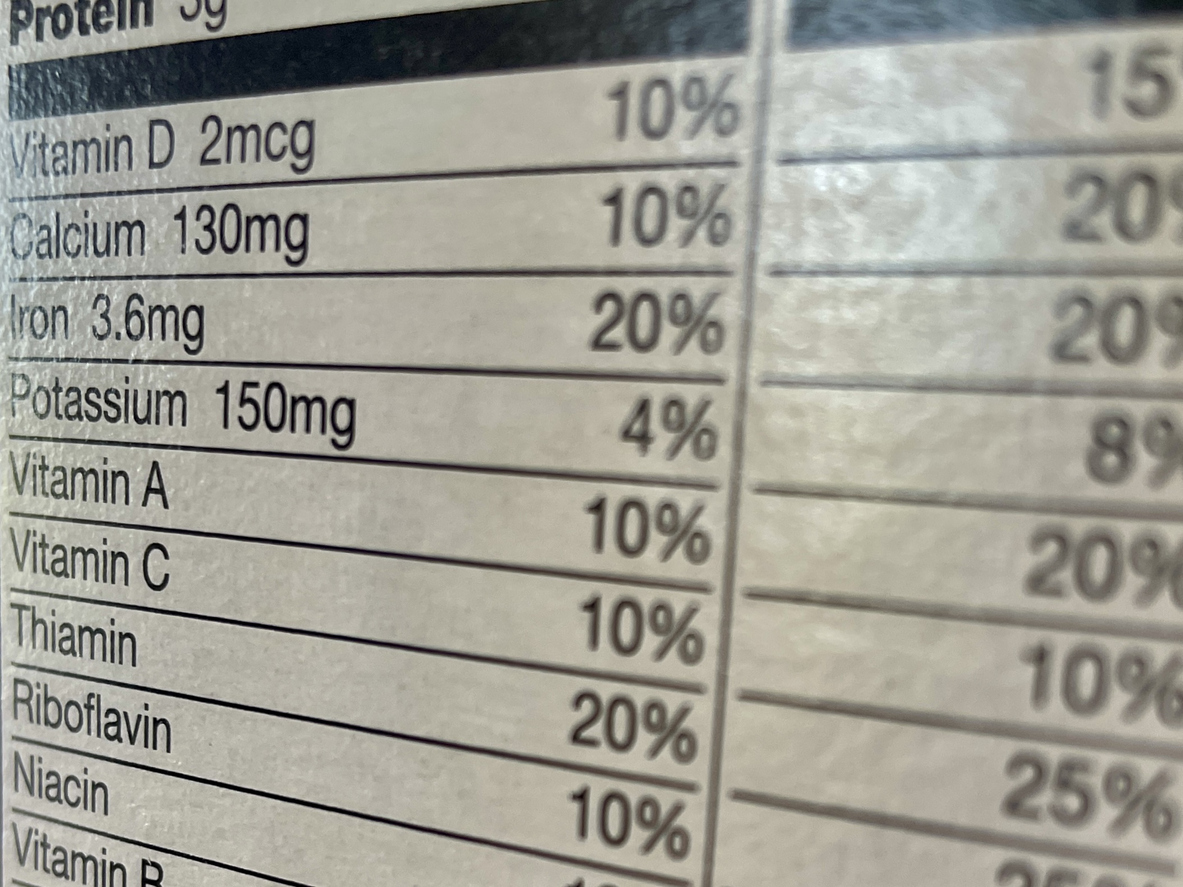 Protein
Vitamin D 2mcg 10% 15
Calcium 130mg 10% 20%
Iron 3.6mg 20% 20%
Potassium 150mg 4% 8%
Vitamin A 10% 20%
Vitamin C 10% 10%
Thiamin 20% 25%
Riboflavin 10%
Niacin
Vitamin